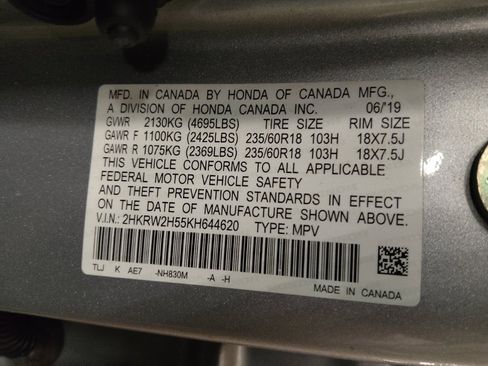 MFD. IN CANADA BY HONDA OF CANADA MFG.,
A DIVISION OF HONDA CANADA INC. 06/19
GVWR 2130KG (4695LBS) TIRE SIZE RIM SIZE
GAWR F 1100KG (2425LBS) 235/60R18 103H 18X7.5J
GAWR R 1075KG (2369LBS) 235/60R18 103H 18X7.5J
THIS VEHICLE CONFORMS TO ALL APPLICABLE
FEDERAL MOTOR VEHICLE SAFETY
AND THEFT PREVENTION STANDARDS IN EFFECT
ON THE DATE OF MANUFACTURE SHOWN ABOVE.
V.I.N.: 2HKRW2H55KH644620 TYPE: MPV
TLJ K AE7 -NH830M -A -H
MADE IN CANADA